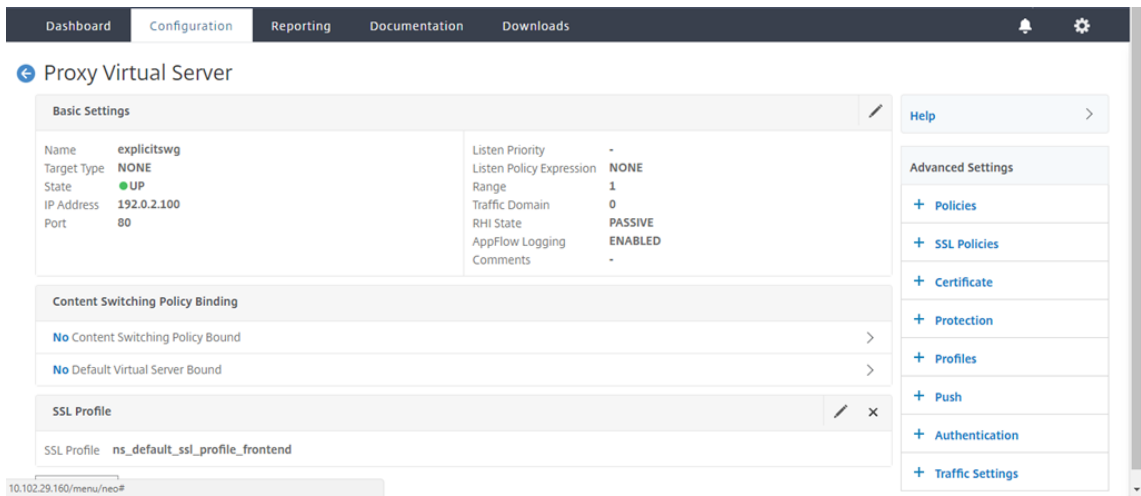 Dashboard Configuration Reporting Documentation Downloads
Proxy Virtual Server
Basic Settings
Name explicitswg
Target Type NONE
State UP
IP Address 192.0.2.100
Port 80
Listen Priority -
Listen Policy Expression NONE
Range 1
Traffic Domain 0
RHI State PASSIVE
AppFlow Logging ENABLED
Comments -
Content Switching Policy Binding
No Content Switching Policy Bound
No Default Virtual Server Bound
SSL Profile
SSL Profile ns_default_ssl_profile_frontend
Help
Advanced Settings
+ Policies
+ SSL Policies
+ Certificate
+ Protection
+ Profiles
+ Push
+ Authentication
+ Traffic Settings
10.102.29.160/menu/neo#